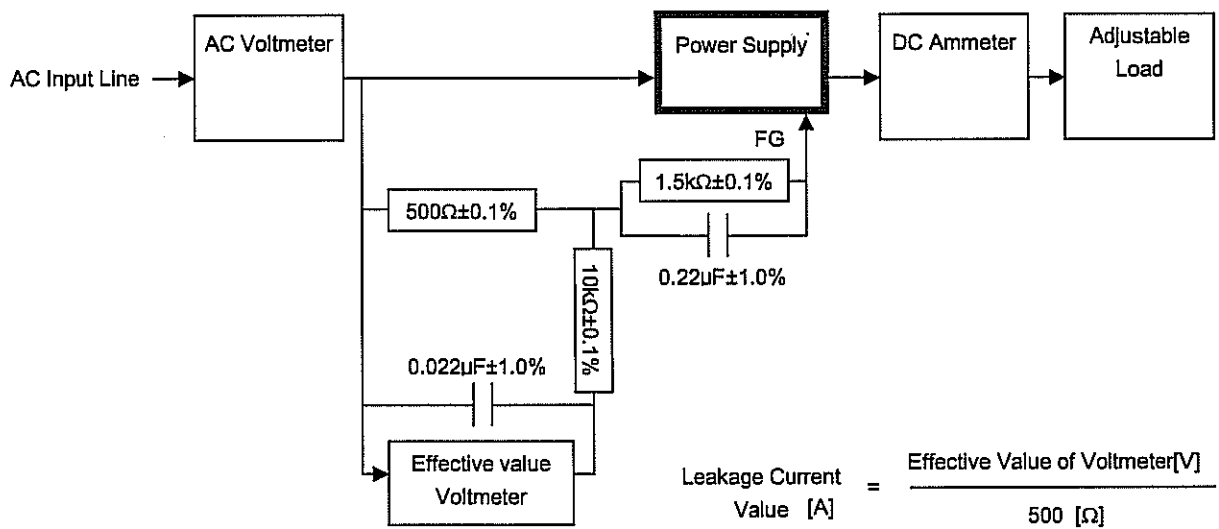 AC Voltmeter
Power Supply
DC Ammeter
Adjustable
Load
AC Input Line
FG
1.5kΩ±0.1%
500Ω±0.1%
0.22µF±1.0%
10kΩ±0.1%
0.022µF±1.0%
Effective value
Voltmeter
Leakage Current
Value [A]
=
Effective Value of Voltmeter[V]
500 [Ω]